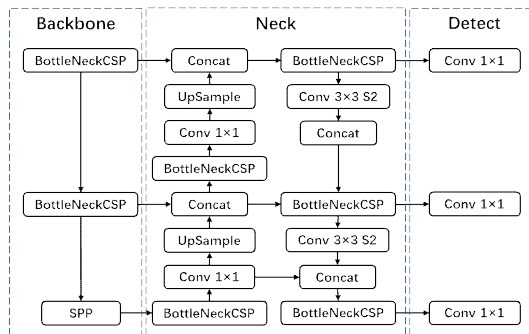 Backbone Neck Detect
BottleNeckCSP Concat BottleNeckCSP Conv 1×1
UpSample Conv 3×3 S2
Conv 1×1 Concat
BottleNeckCSP
BottleNeckCSP Concat BottleNeckCSP Conv 1×1
UpSample Conv 3×3 S2
Conv 1×1 Concat
SPP BottleNeckCSP BottleNeckCSP Conv 1×1